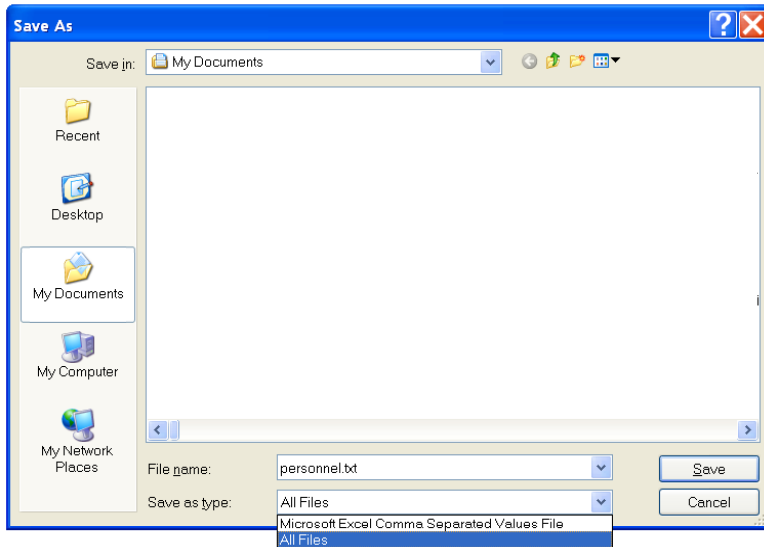 Save As
Save in:
My Documents
Recent
Desktop
My Documents
My Computer
My Network
Places
File name:
personnel.txt
Save
Save as type:
All Files
Cancel
Microsoft Excel Comma Separated Values File
All Files